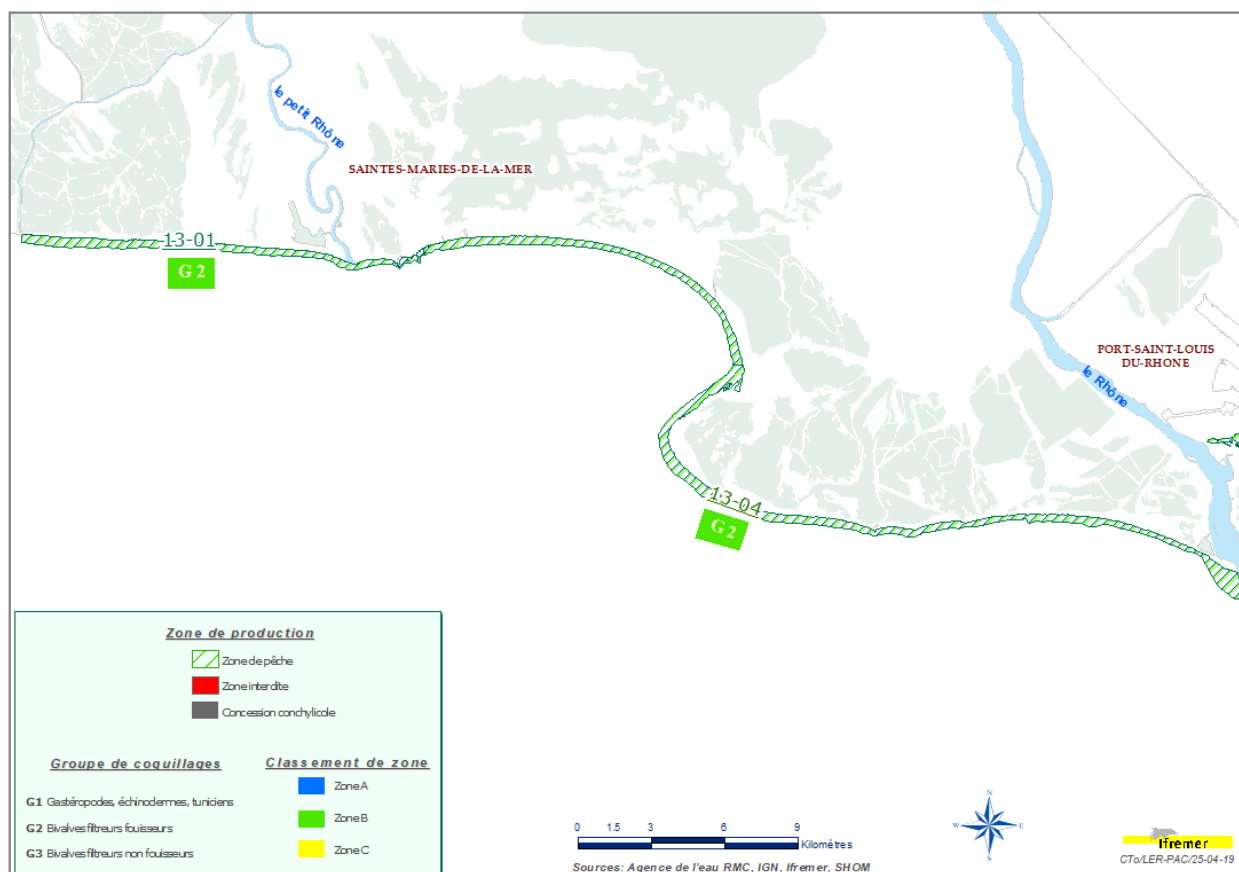 le petit Rhône
SAINTES-MARIES-DE-LA-MER
13-01
G 2
PORT-SAINT-LOUIS
DU-RHONE
le Rhône
13-04
G 2
Zone de production
Zone de pêche
Zone interdite
Concession conchylicole
Groupe de coquillages
G1 Gastéropodes, échinodermes, tuniciers
G2 Bivalves filtreurs fouisseurs
G3 Bivalves filtreurs non fouisseurs
Classement de zone
Zone A
Zone B
Zone C
0 1.5 3 6 9
Kilomètres
Sources: Agence de l'eau RMC, IGN, Ifremer, SHOM
N
W E
S
Ifremer
CTo/LER-PAC/25-04-19